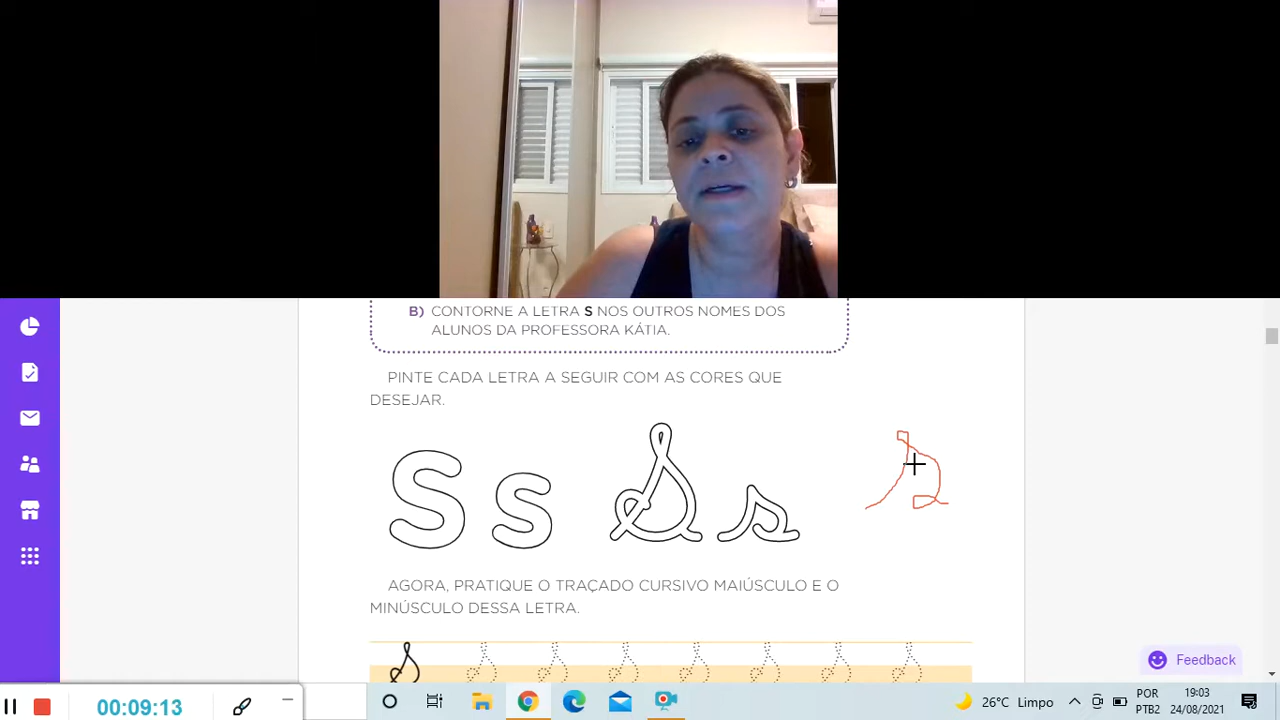 B) CONTORNE A LETRA S NOS OUTROS NOMES DOS
ALUNOS DA PROFESSORA KÁTIA.
PINTE CADA LETRA A SEGUIR COM AS CORES QUE
DESEJAR.
S s S s s
AGORA, PRATIQUE O TRAÇADO CURSIVO MAIÚSCULO E O
MINÚSCULO DESSA LETRA.
S S S S S S S S
Feedback
00:09:13
26°C Limpo
POR
PTB2
19:03
24/08/2021